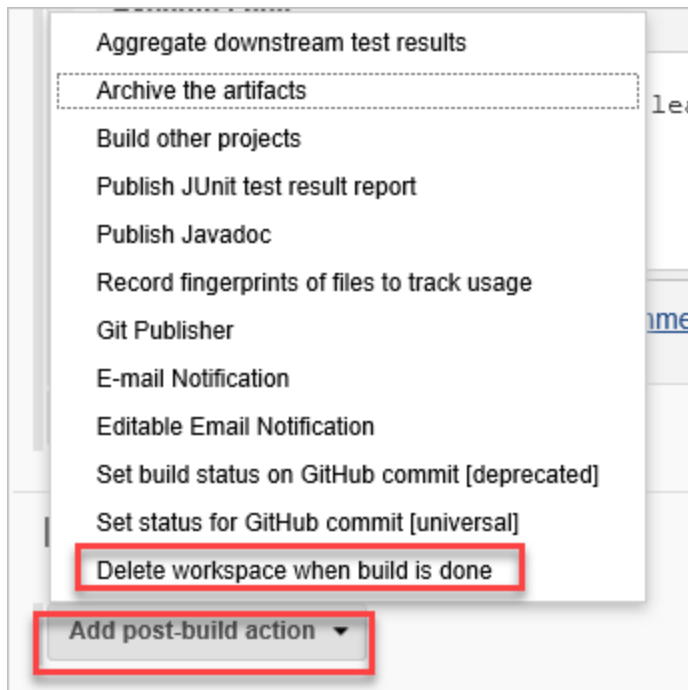 Aggregate downstream test results
Archive the artifacts
Build other projects
Publish JUnit test result report
Publish Javadoc
Record fingerprints of files to track usage
Git Publisher
E-mail Notification
Editable Email Notification
Set build status on GitHub commit [deprecated]
Set status for GitHub commit [universal]
Delete workspace when build is done
Add post-build action